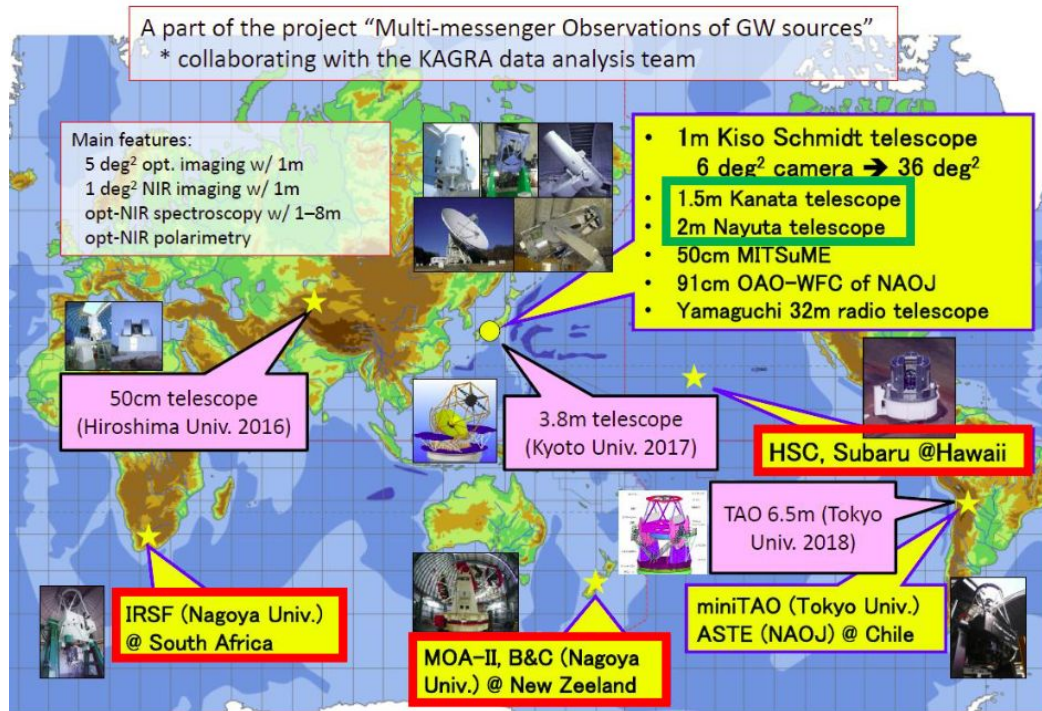 A part of the project “Multi-messenger Observations of GW sources”
* collaborating with the KAGRA data analysis team
Main features:
5 deg² opt. imaging w/ 1m
1 deg² NIR imaging w/ 1m
opt-NIR spectroscopy w/ 1–8m
opt-NIR polarimetry
• 1m Kiso Schmidt telescope
6 deg² camera ➔ 36 deg²
• 1.5m Kanata telescope
• 2m Nayuta telescope
• 50cm MITSuME
• 91cm OAO-WFC of NAOJ
• Yamaguchi 32m radio telescope
50cm telescope
(Hiroshima Univ. 2016)
3.8m telescope
(Kyoto Univ. 2017)
HSC, Subaru @Hawaii
TAO 6.5m (Tokyo
Univ. 2018)
IRSF (Nagoya Univ.)
@ South Africa
MOA-II, B&C (Nagoya
Univ.) @ New Zeeland
miniTAO (Tokyo Univ.)
ASTE (NAOJ) @ Chile